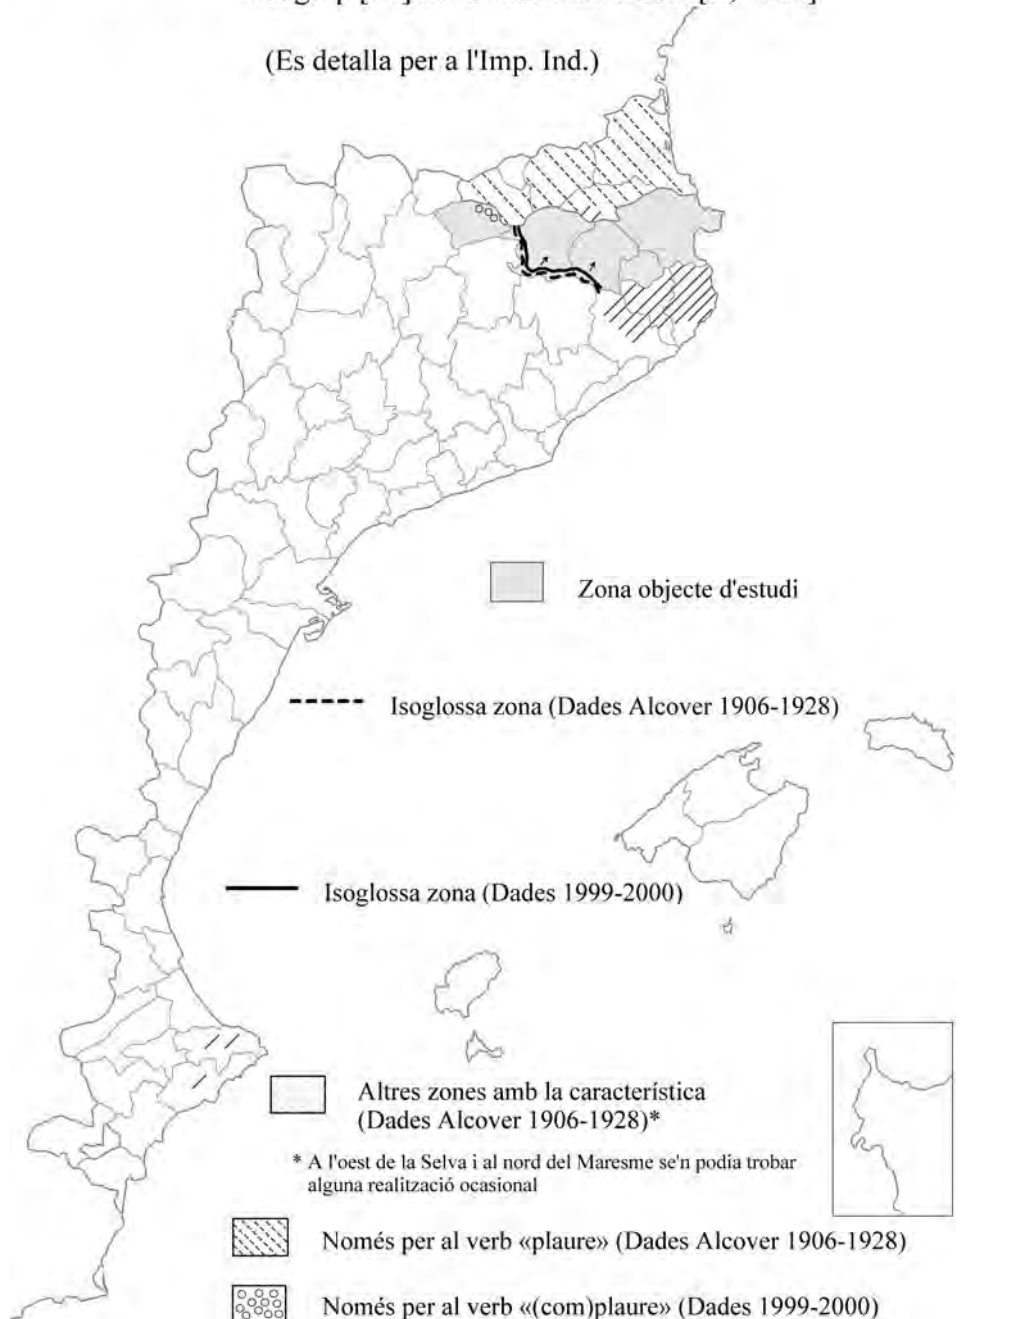 (Es detalla per a l'Imp. Ind.)
Zona objecte d'estudi
Isoglossa zona (Dades Alcover 1906-1928)
Isoglossa zona (Dades 1999-2000)
Altres zones amb la característica
(Dades Alcover 1906-1928)*
* A l'oest de la Selva i al nord del Maresme se'n podia trobar
alguna realització ocasional
Només per al verb «plaure» (Dades Alcover 1906-1928)
Només per al verb «(com)plaure» (Dades 1999-2000)